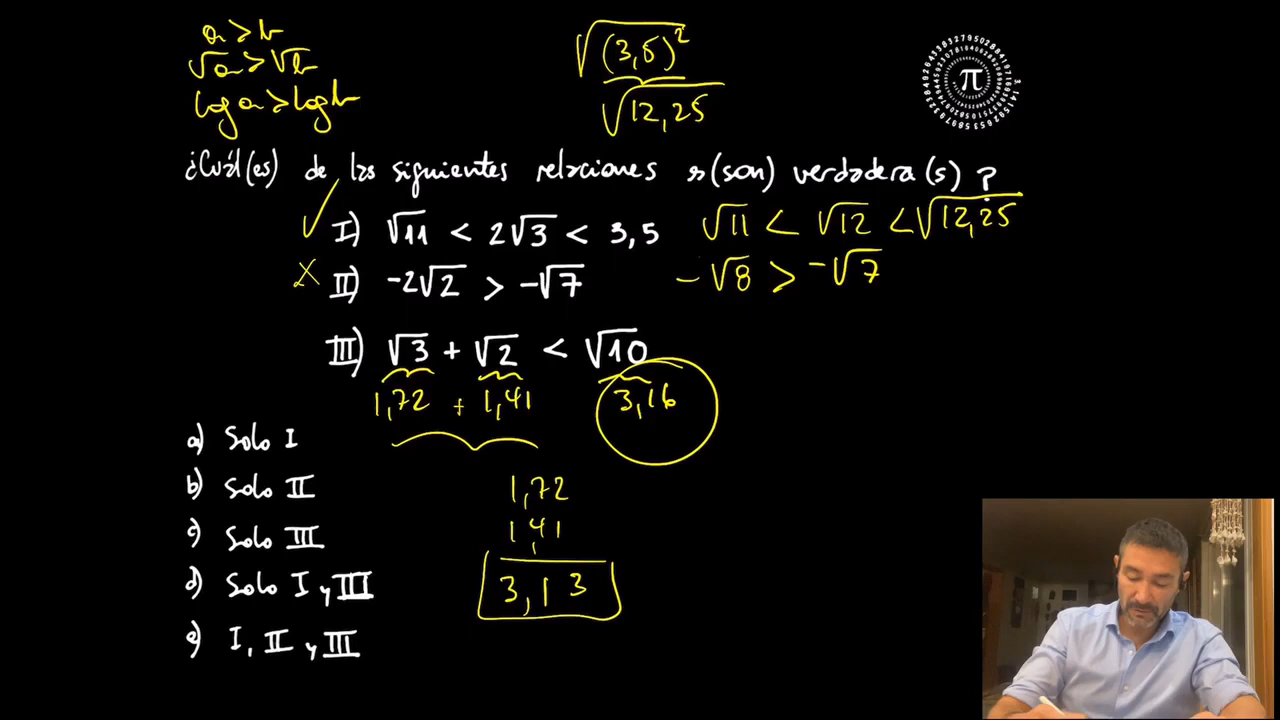 a > b
√a > √b
log a > log b
√(3,5)²
√12,25
π
¿Cuál(es) de las siguientes relaciones es(son) verdadera(s)?
✓ I) √11 < 2√3 < 3,5
√11 < √12 < √12,25
X II) -2√2 > -√7
-√8 > -√7
III) √3 + √2 < √10
1,72 + 1,41
3,16
a) Solo I
b) Solo II
c) Solo III
d) Solo I y III
e) I, II y III
1,72
1,41
3,13